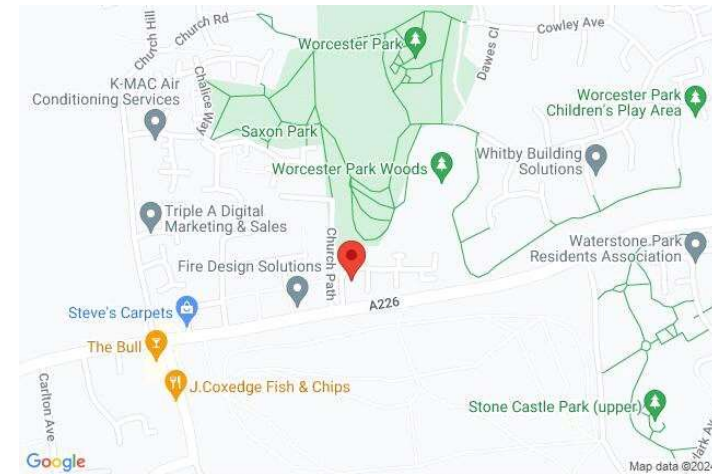 Church Hill
Church Rd
Worcester Park
Cowley Ave
Dawes Cl
K-MAC Air
Conditioning Services
Chalice Way
Worcester Park
Children's Play Area
Saxon Park
Worcester Park Woods
Whitby Building
Solutions
Triple A Digital
Marketing & Sales
Church Path
Waterstone Park
Residents Association
Fire Design Solutions
A226
Steve's Carpets
The Bull
J.Coxedge Fish & Chips
Carlton Ave
Stone Castle Park (upper)
Google
Map data ©202